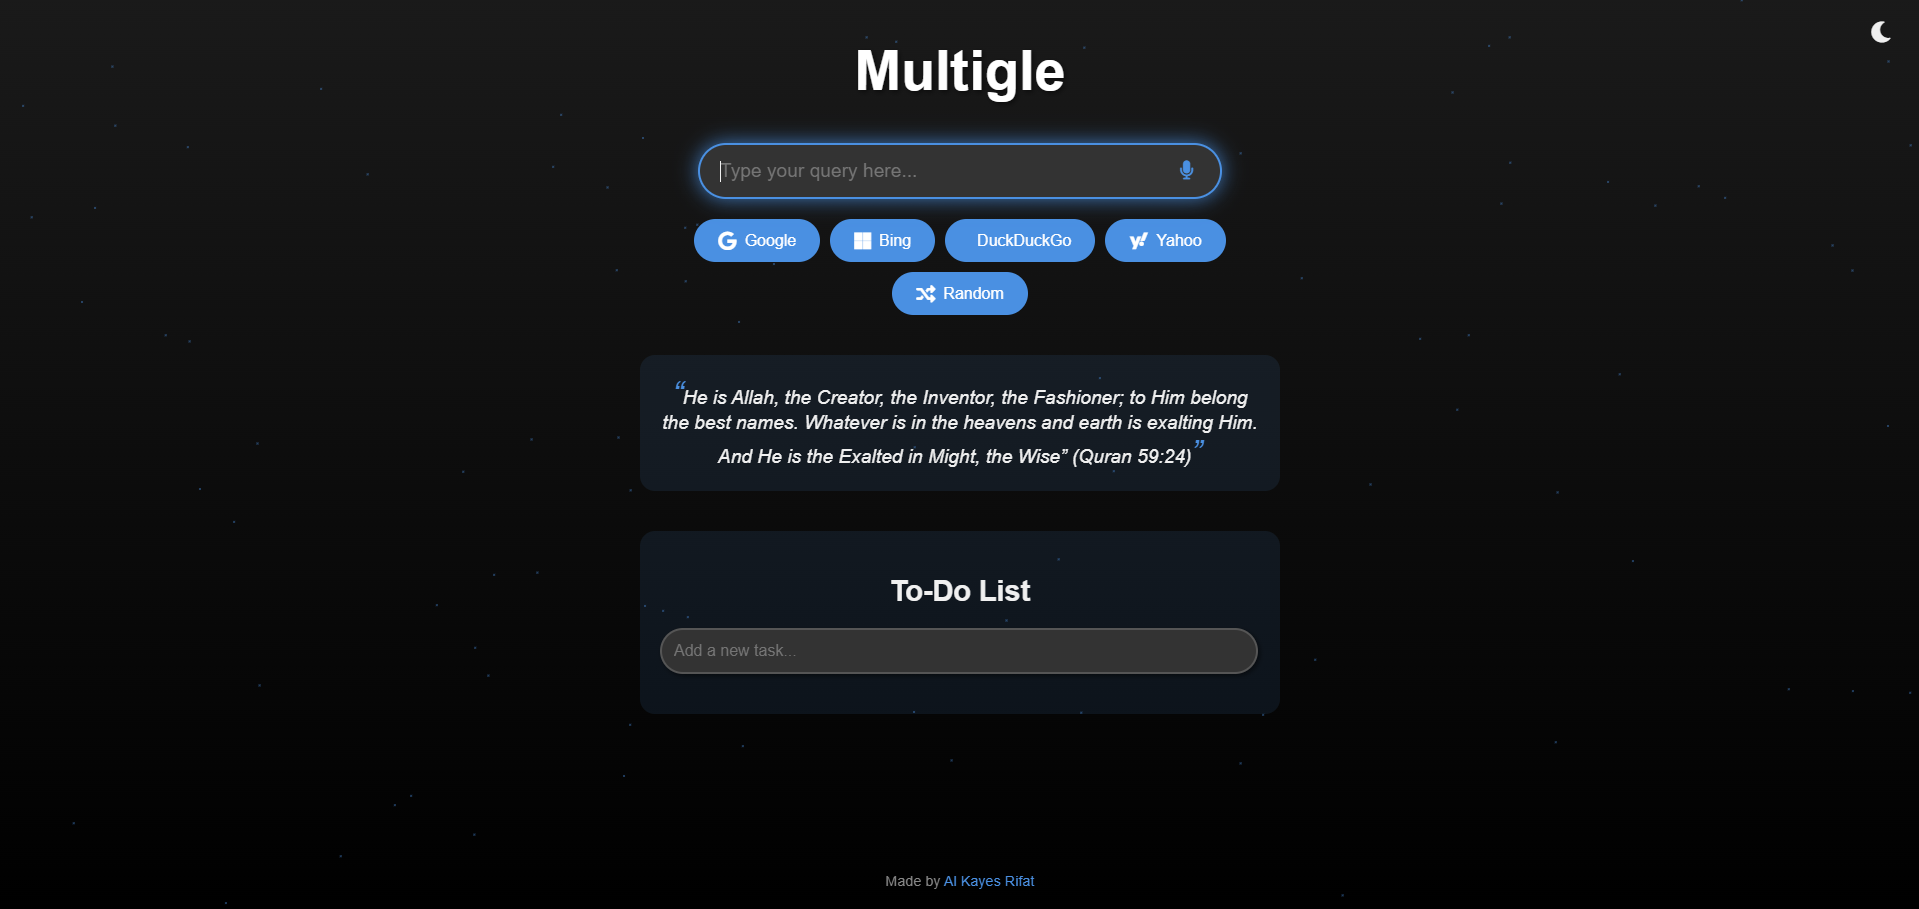 Multigle
Type your query here...
Google
Bing
DuckDuckGo
Yahoo
Random
“He is Allah, the Creator, the Inventor, the Fashioner; to Him belong
the best names. Whatever is in the heavens and earth is exalting Him.
And He is the Exalted in Might, the Wise” (Quran 59:24)”
To-Do List
Add a new task...
Made by Al Kayes Rifat